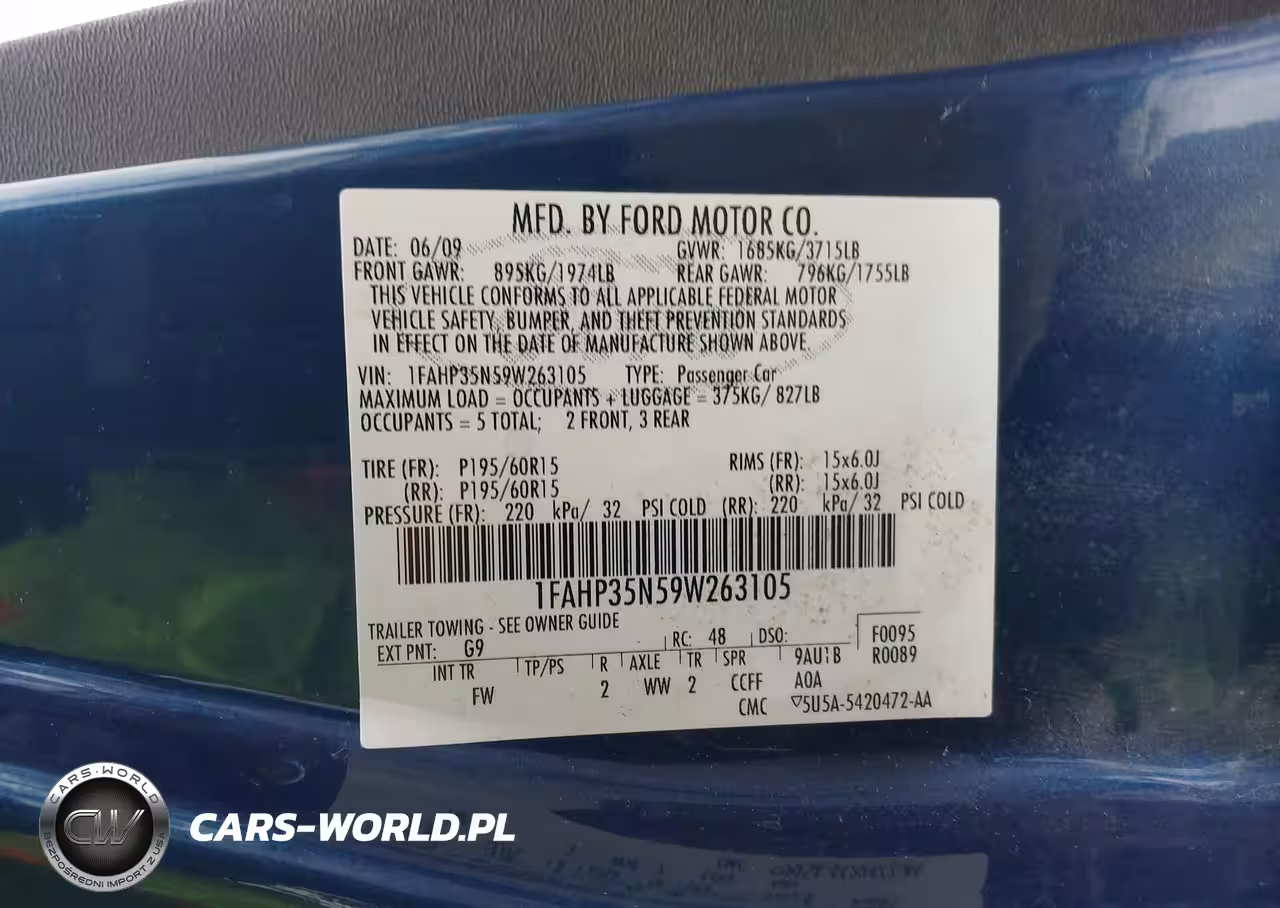 MFD. BY FORD MOTOR CO.
DATE: 06/09 GVWR: 1685KG/3715LB
FRONT GAWR: 895KG/1974LB REAR GAWR: 796KG/1755LB
THIS VEHICLE CONFORMS TO ALL APPLICABLE FEDERAL MOTOR
VEHICLE SAFETY, BUMPER, AND THEFT PREVENTION STANDARDS
IN EFFECT ON THE DATE OF MANUFACTURE SHOWN ABOVE.
VIN: 1FAHP35N59W263105 TYPE: Passenger Car
MAXIMUM LOAD = OCCUPANTS + LUGGAGE = 375KG/ 827LB
OCCUPANTS = 5 TOTAL; 2 FRONT, 3 REAR
TIRE (FR): P195/60R15 RIMS (FR): 15x6.0J
(RR): P195/60R15 (RR): 15x6.0J
PRESSURE (FR): 220 kPa/ 32 PSI COLD (RR): 220 kPa/ 32 PSI COLD
1FAHP35N59W263105
TRAILER TOWING - SEE OWNER GUIDE
EXT PNT: G9 RC: 48 DSO: F0095
INT TR TP/PS R AXLE TR SPR 9AU1B R0089
FW 2 WW 2 CCFF A0A
CMC ▽5U5A-5420472-AA
CARS-WORLD
CW
BEZPOŚREDNI IMPORT Z USA
CARS-WORLD.PL